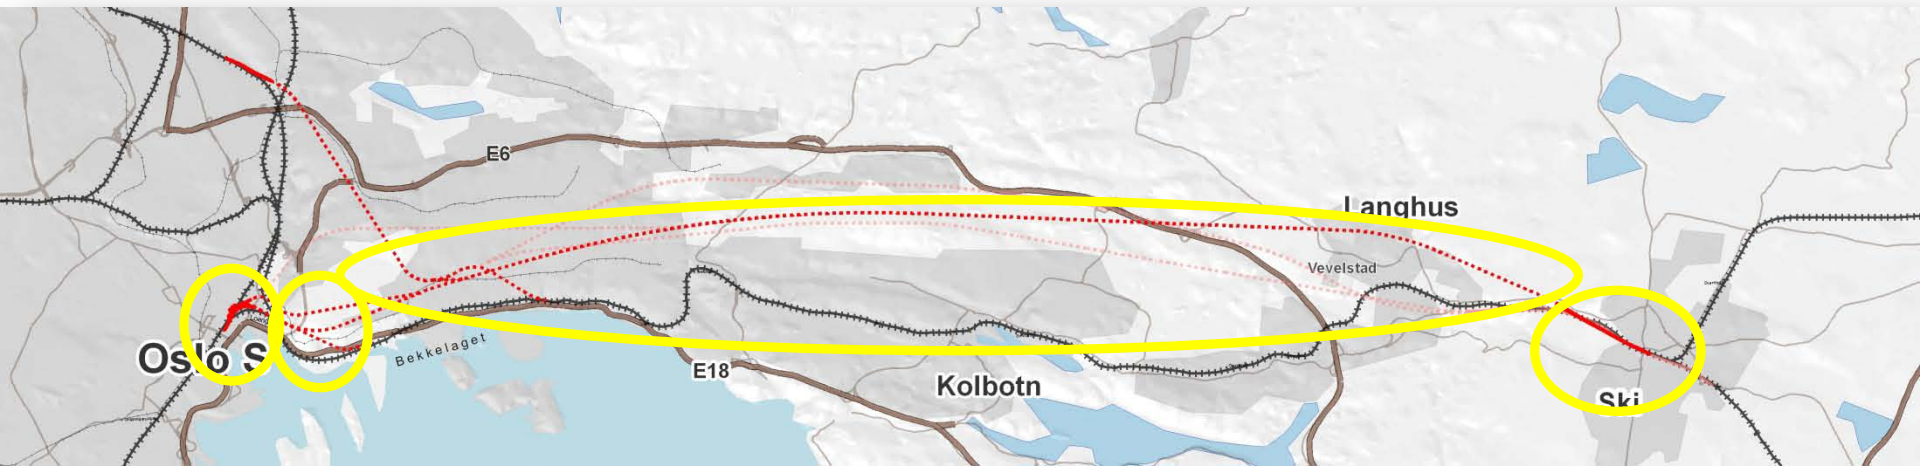 E6
Langhus
Vevelstad
Oslo S
Bekkelaget
E18
Kolbotn
Ski